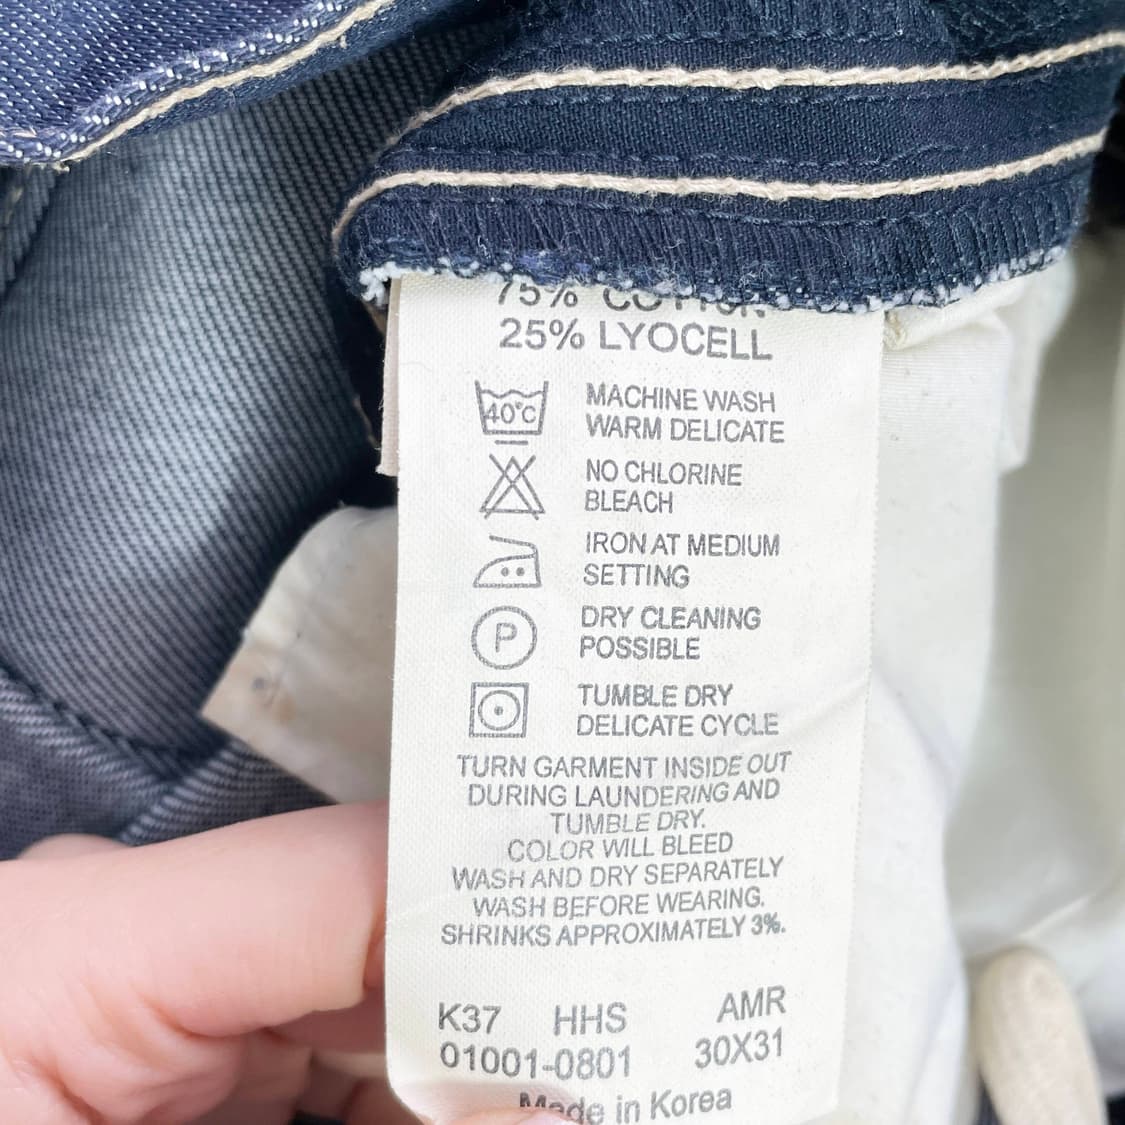 75% COTTON
25% LYOCELL
40°C MACHINE WASH
WARM DELICATE
NO CHLORINE
BLEACH
IRON AT MEDIUM
SETTING
P DRY CLEANING
POSSIBLE
TUMBLE DRY
DELICATE CYCLE
TURN GARMENT INSIDE OUT
DURING LAUNDERING AND
TUMBLE DRY.
COLOR WILL BLEED
WASH AND DRY SEPARATELY
WASH BEFORE WEARING.
SHRINKS APPROXIMATELY 3%.
K37 HHS AMR
01001-0801 30X31
Made in Korea